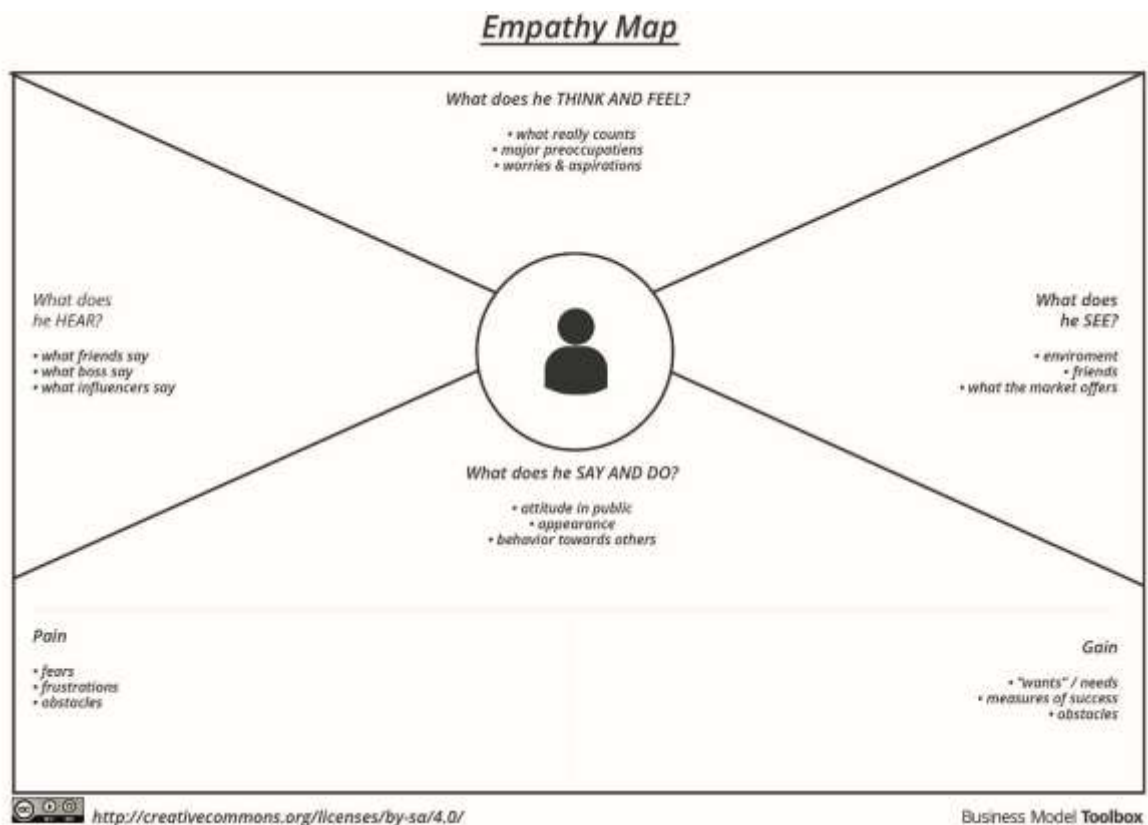 Empathy Map
What does he THINK AND FEEL?
• what really counts
• major preoccupatiens
• worries & aspirations
What does
he HEAR?
• what friends say
• what boss say
• what influencers say
What does
he SEE?
• enviroment
• friends
• what the market offers
What does he SAY AND DO?
• attitude in public
• appearance
• behavior towards others
Pain
• fears
• frustrations
• obstacles
Gain
• "wants" / needs
• measures of success
• obstacles
http://creativecommons.org/licenses/by-sa/4.0/
Business Model Toolbox